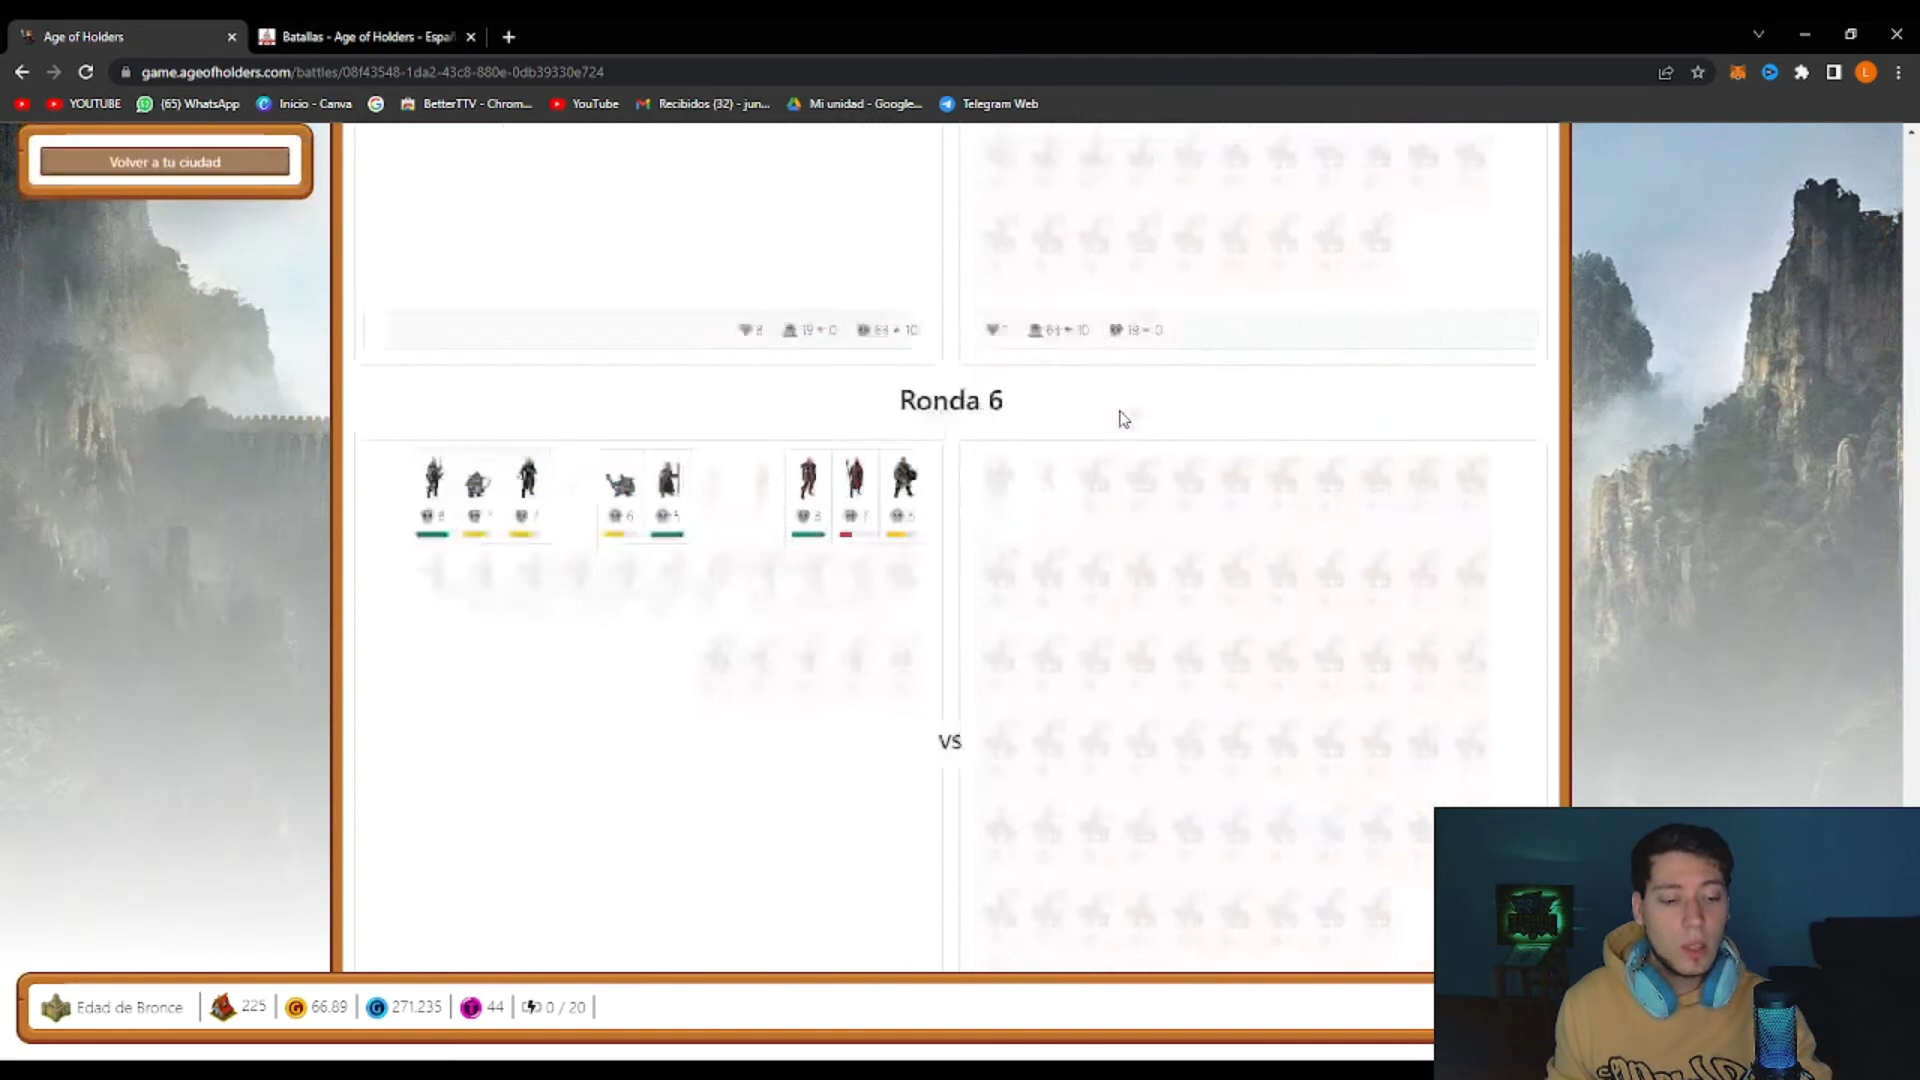 Age of Holders
Batallas - Age of Holders - Espa
game.ageofholders.com/battles/08f43548-1da2-43c8-880e-0db39330e724
YOUTUBE
(65) WhatsApp
Inicio - Canva
BetterTTV - Chrom...
YouTube
Recibidos (32) - jun...
Mi unidad - Google...
Telegram Web
L
Volver a tu ciudad
Ronda 6
vs
Edad de Bronce
225
66.89
271.235
44
0 / 20